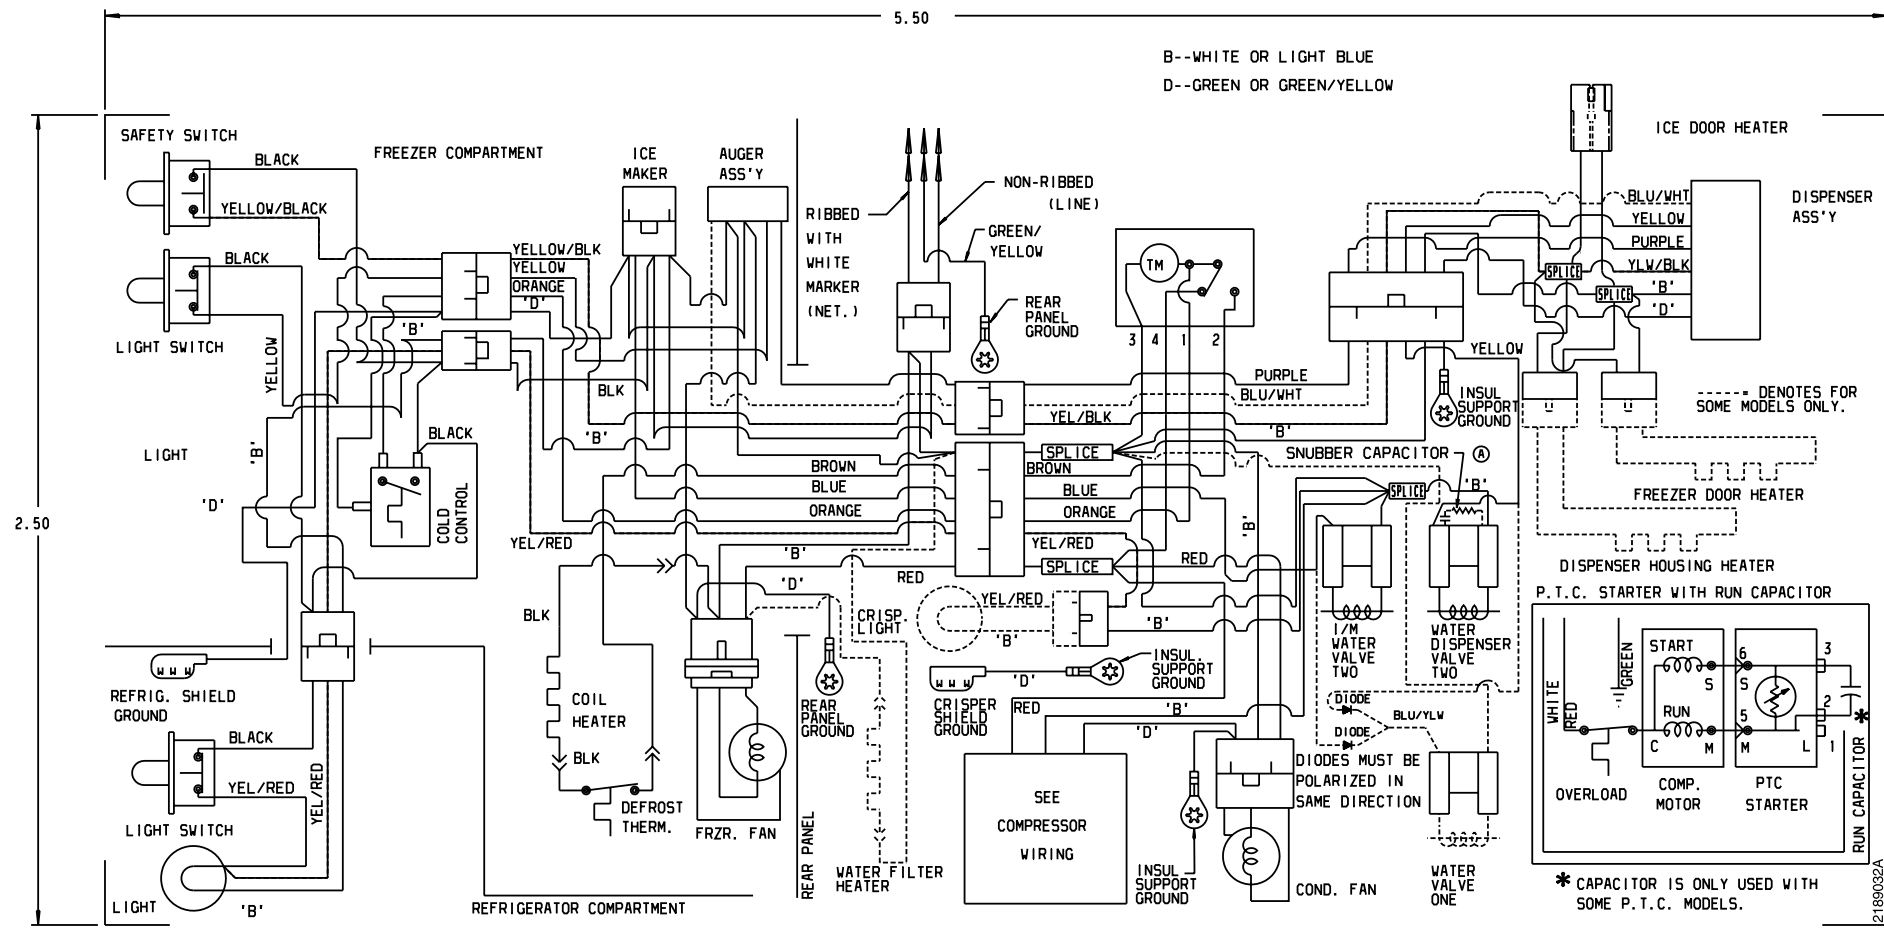 5.50
B--WHITE OR LIGHT BLUE
D--GREEN OR GREEN/YELLOW
SAFETY SWITCH
BLACK
YELLOW/BLACK
FREEZER COMPARTMENT
ICE
MAKER
AUGER
ASS'Y
RIBBED
WITH
WHITE
MARKER
(NET.)
NON-RIBBED
(LINE)
GREEN/
YELLOW
REAR
PANEL
GROUND
TM
3 4 1 2
ICE DOOR HEATER
BLU/WHT
YELLOW
PURPLE
YLW/BLK
'B'
'D'
SPLICE
SPLICE
DISPENSER
ASS'Y
BLACK
LIGHT SWITCH
YELLOW
YELLOW/BLK
YELLOW
ORANGE
'D'
'B'
BLK
PURPLE
BLU/WHT
YEL/BLK
'B'
YELLOW
INSUL
SUPPORT
GROUND
----= DENOTES FOR
SOME MODELS ONLY.
LIGHT
'B'
'D'
BLACK
COLD
CONTROL
'B'
BROWN
BLUE
ORANGE
YEL/RED
'B'
RED
'D'
SPLICE
BROWN
BLUE
ORANGE
YEL/RED
SPLICE
RED
'B'
SNUBBER CAPACITOR A
SPLICE
'B'
FREEZER DOOR HEATER
DISPENSER HOUSING HEATER
BLK
CRISP.
LIGHT
YEL/RED
'B'
'B'
I/M
WATER
VALVE
TWO
WATER
DISPENSER
VALVE
TWO
REFRIG. SHIELD
GROUND
COIL
HEATER
BLK
DEFROST
THERM.
FRZR. FAN
REAR
PANEL
GROUND
REAR PANEL
WATER FILTER
HEATER
'D'
INSUL.
SUPPORT
GROUND
CRISPER
SHIELD
GROUND
RED
'B'
'D'
SEE
COMPRESSOR
WIRING
INSUL
SUPPORT
GROUND
COND. FAN
DIODE
DIODE
BLU/YLW
DIODES MUST BE
POLARIZED IN
SAME DIRECTION
WATER
VALVE
ONE
BLACK
YEL/RED
YEL/RED
LIGHT SWITCH
LIGHT
'B'
REFRIGERATOR COMPARTMENT
2.50
P.T.C. STARTER WITH RUN CAPACITOR
WHITE
RED
GREEN
START
RUN
S
C
M
6
S
5
M
L
3
2
1
*
OVERLOAD
COMP.
MOTOR
PTC
STARTER
RUN CAPACITOR
* CAPACITOR IS ONLY USED WITH
SOME P.T.C. MODELS.
2189032A